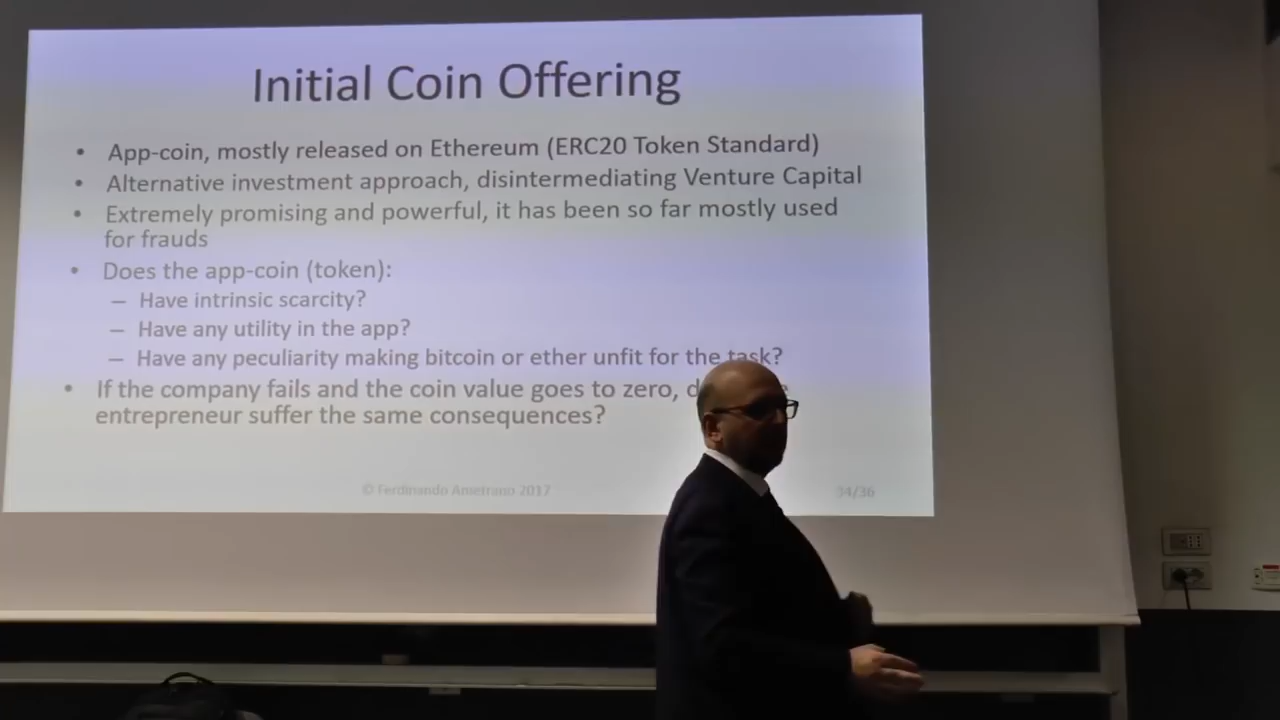 Initial Coin Offering
• App-coin, mostly released on Ethereum (ERC20 Token Standard)
• Alternative investment approach, disintermediating Venture Capital
• Extremely promising and powerful, it has been so far mostly used
for frauds
• Does the app-coin (token):
– Have intrinsic scarcity?
– Have any utility in the app?
– Have any peculiarity making bitcoin or ether unfit for the task?
• If the company fails and the coin value goes to zero,
entrepreneur suffer the same consequences?
© Ferdinando Ametrano 2017
34/36